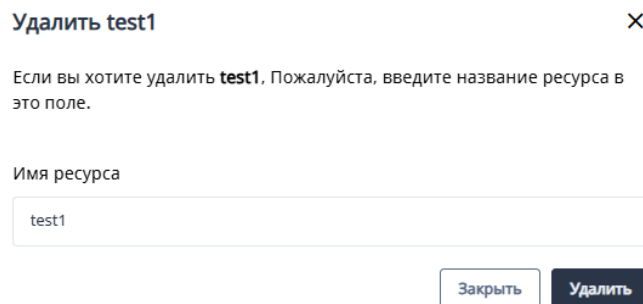 Удалить test1
Если вы хотите удалить test1, Пожалуйста, введите название ресурса в
это поле.
Имя ресурса
test1
Закрыть
Удалить